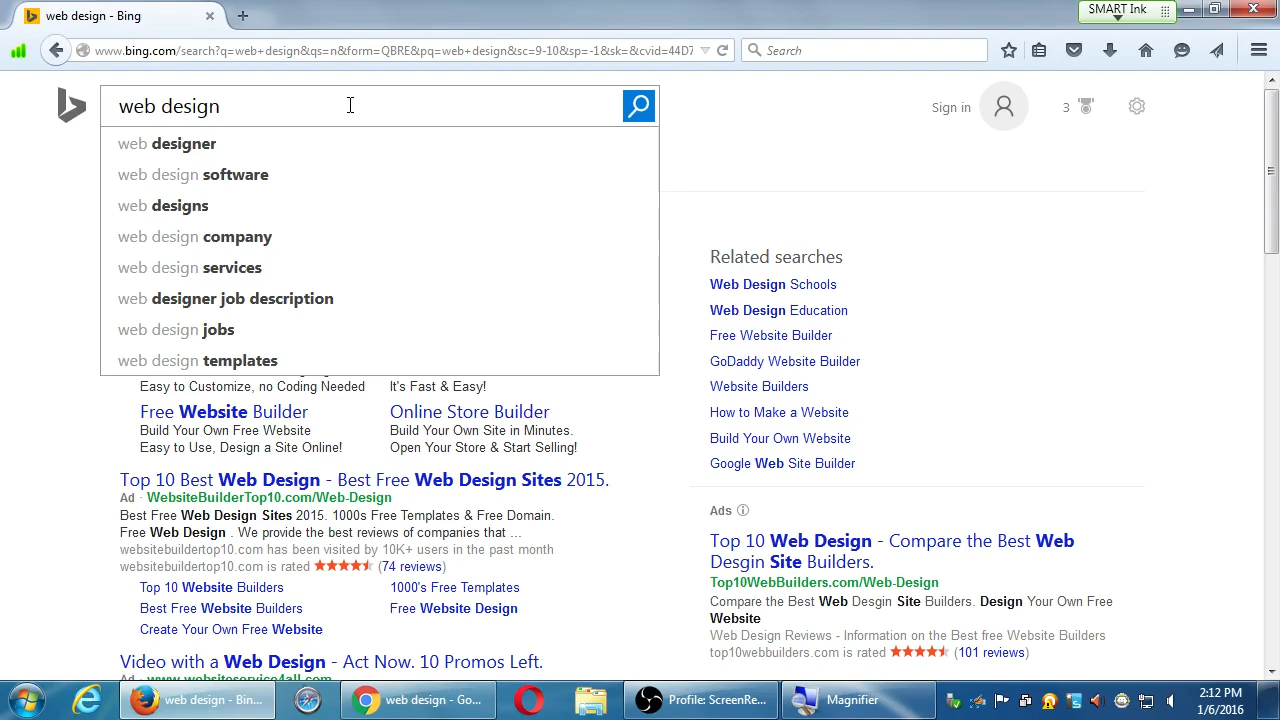 web design - Bing
SMART Ink
www.bing.com/search?q=web+design&qs=n&form=QBRE&pq=web+design&sc=9-10&sp=-1&sk=&cvid=44D7
Search
web design
Sign in
3
web designer
web design software
web designs
web design company
web design services
web designer job description
web design jobs
web design templates
Easy to Customize, no Coding Needed
It's Fast & Easy!
Free Website Builder
Online Store Builder
Build Your Own Free Website
Build Your Own Site in Minutes.
Easy to Use, Design a Site Online!
Open Your Store & Start Selling!
Top 10 Best Web Design - Best Free Web Design Sites 2015.
Ad · WebsiteBuilderTop10.com/Web-Design
Best Free Web Design Sites 2015. 1000s Free Templates & Free Domain.
Free Web Design . We provide the best reviews of companies that ...
websitebuildertop10.com has been visited by 10K+ users in the past month
websitebuildertop10.com is rated (74 reviews)
Top 10 Website Builders
1000's Free Templates
Best Free Website Builders
Free Website Design
Create Your Own Free Website
Video with a Web Design - Act Now. 10 Promos Left.
Ad · www.websiteservice4all.com
Related searches
Web Design Schools
Web Design Education
Free Website Builder
GoDaddy Website Builder
Website Builders
How to Make a Website
Build Your Own Website
Google Web Site Builder
Ads
Top 10 Web Design - Compare the Best Web
Desgin Site Builders.
Top10WebBuilders.com/Web-Design
Compare the Best Web Desgin Site Builders. Design Your Own Free
Website
Web Design Reviews - Information on the Best free Website Builders
top10webbuilders.com is rated (101 reviews)
web design - Bin...
web design - Go...
Profile: ScreenRe...
Magnifier
2:12 PM
1/6/2016